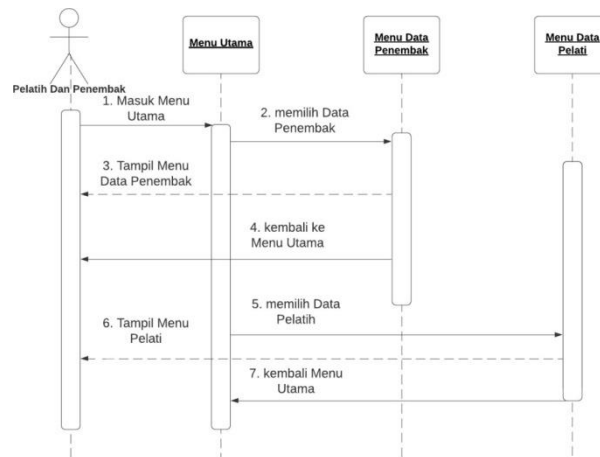 Menu Utama
Menu Data
Penembak
Menu Data
Pelati
Pelatih Dan Penembak
1. Masuk Menu
Utama
2. memilih Data
Penembak
3. Tampil Menu
Data Penembak
4. kembali ke
Menu Utama
5. memilih Data
Pelatih
6. Tampil Menu
Pelati
7. kembali Menu
Utama